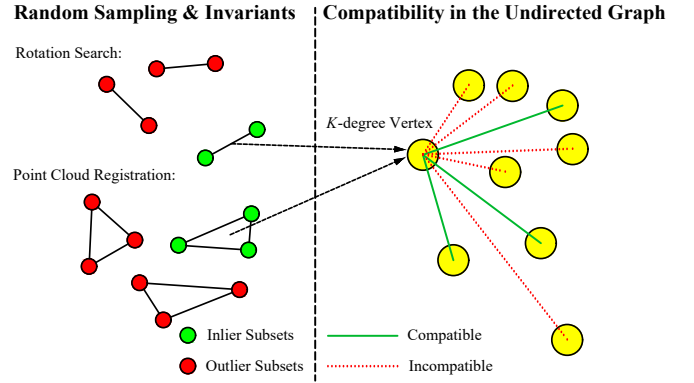 Random Sampling & Invariants
Compatibility in the Undirected Graph
Rotation Search:
K-degree Vertex
Point Cloud Registration:
Inlier Subsets
Compatible
Outlier Subsets
Incompatible